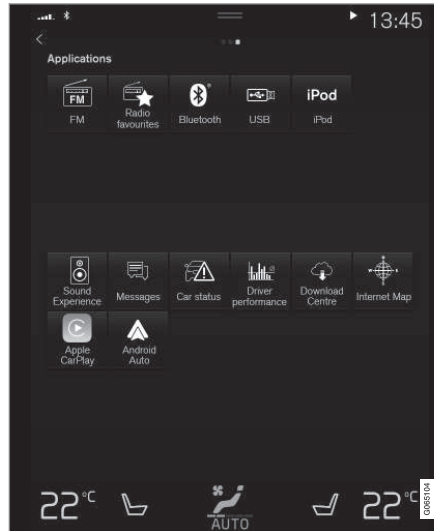 13:45
Applications
FM
iPod
FM
Radio
favourites
Bluetooth
USB
iPod
Sound
Experience
Messages
Car status
Driver
performance
Download
Centre
Internet Map
Apple
CarPlay
Android
Auto
22°C
AUTO
22°C
G065104